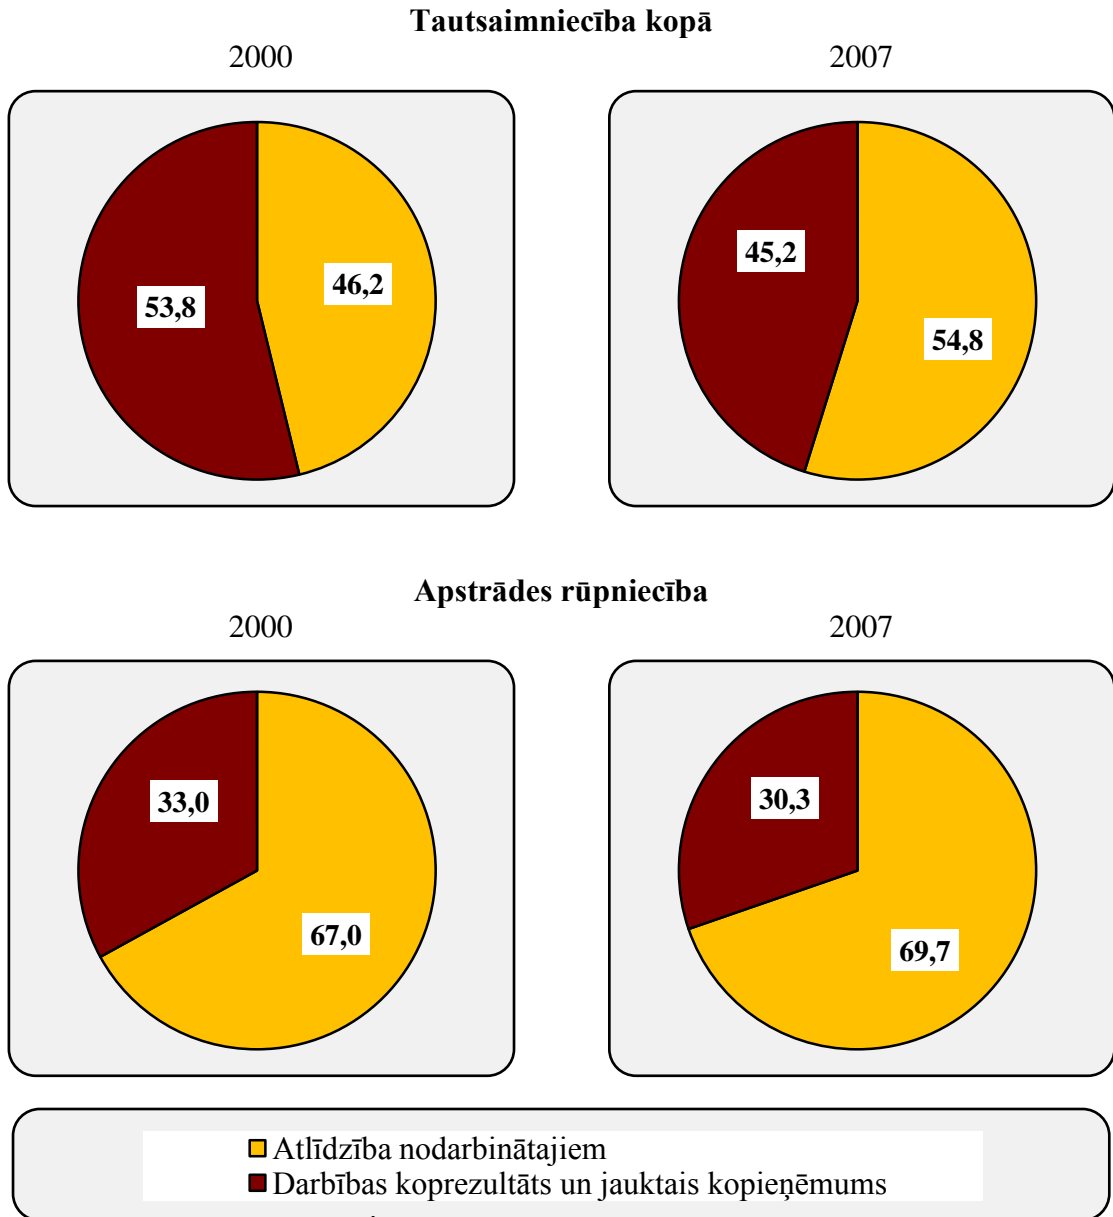 Tautsaimniecība kopā
2000 2007
53,8 46,2 45,2 54,8
Apstrādes rūpniecība
2000 2007
33,0 67,0 30,3 69,7
Atlīdzība nodarbinātajiem
Darbības koprezultāts un jauktais kopieņēmums